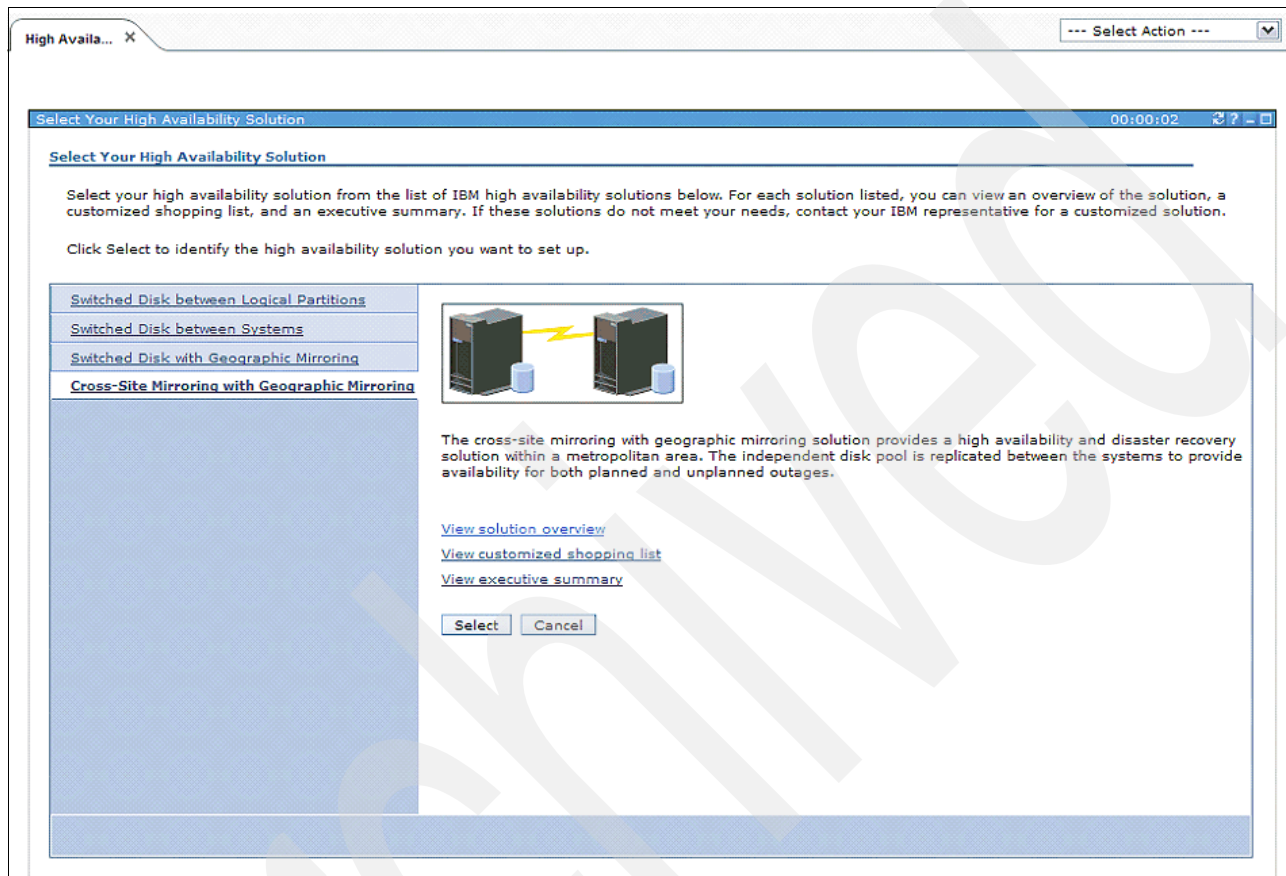 High Availa... ×
--- Select Action ---
Select Your High Availability Solution 00:00:02 ?
Select Your High Availability Solution
Select your high availability solution from the list of IBM high availability solutions below. For each solution listed, you can view an overview of the solution, a
customized shopping list, and an executive summary. If these solutions do not meet your needs, contact your IBM representative for a customized solution.
Click Select to identify the high availability solution you want to set up.
Switched Disk between Logical Partitions
Switched Disk between Systems
Switched Disk with Geographic Mirroring
Cross-Site Mirroring with Geographic Mirroring
The cross-site mirroring with geographic mirroring solution provides a high availability and disaster recovery
solution within a metropolitan area. The independent disk pool is replicated between the systems to provide
availability for both planned and unplanned outages.
View solution overview
View customized shopping list
View executive summary
Select Cancel